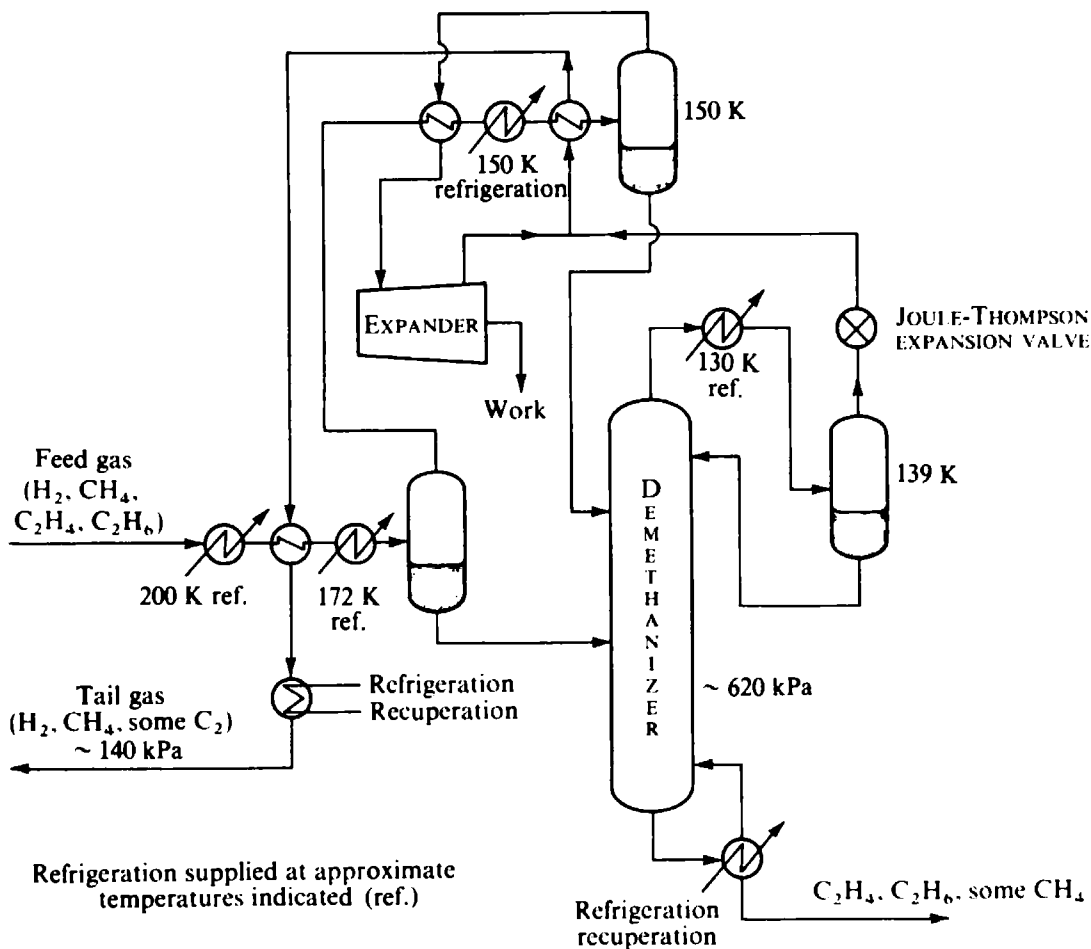 150 K
150 K
refrigeration
EXPANDER
Work
JOULE-THOMPSON
EXPANSION VALVE
130 K
ref.
139 K
Feed gas
(H₂, CH₄,
C₂H₄, C₂H₆)
200 K ref.
172 K
ref.
DEMETHANIZER
~ 620 kPa
Refrigeration
Recuperation
Tail gas
(H₂, CH₄, some C₂)
~ 140 kPa
Refrigeration supplied at approximate
temperatures indicated (ref.)
Refrigeration
recuperation
C₂H₄, C₂H₆, some CH₄